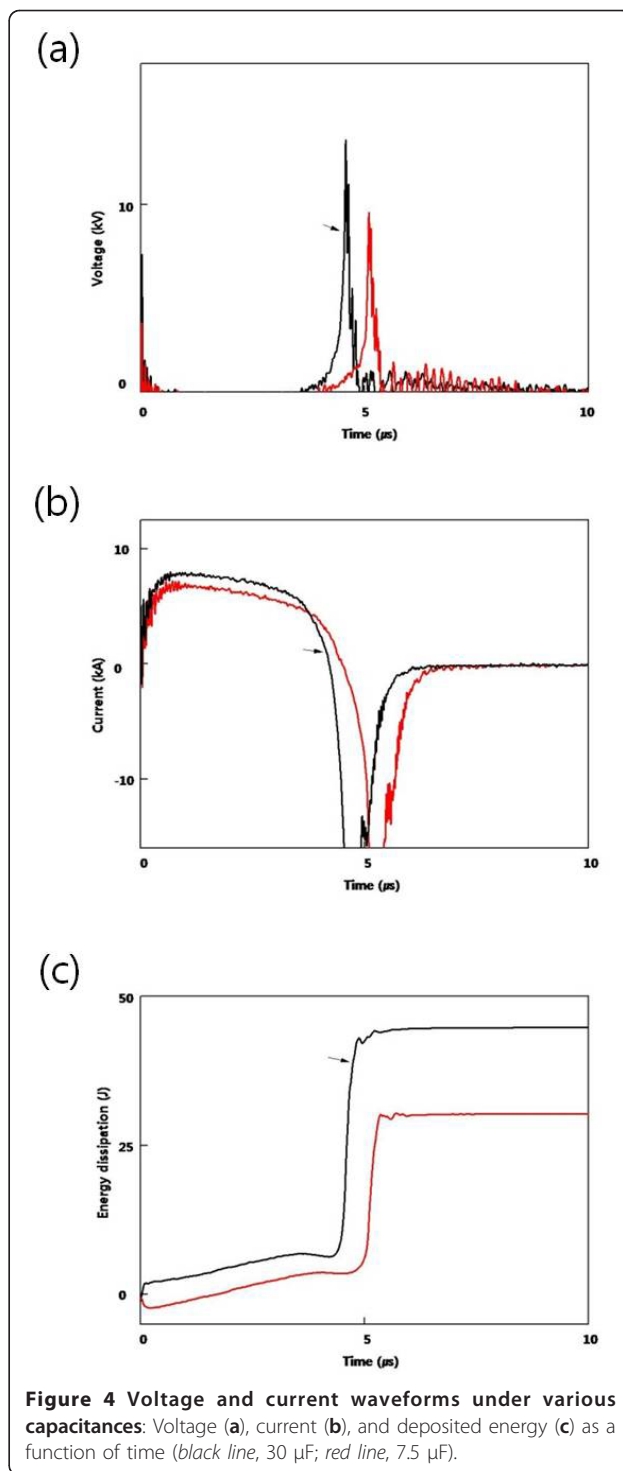 (a)
10
Voltage (kV)
0
0
5
10
Time (µs)
(b)
10
0
Current (kA)
-10
0
5
10
Time (µs)
(c)
50
25
Energy dissipation (J)
0
0
5
10
Time (µs)
Figure 4 Voltage and current waveforms under various
capacitances: Voltage (a), current (b), and deposited energy (c) as a
function of time (black line, 30 µF; red line, 7.5 µF).